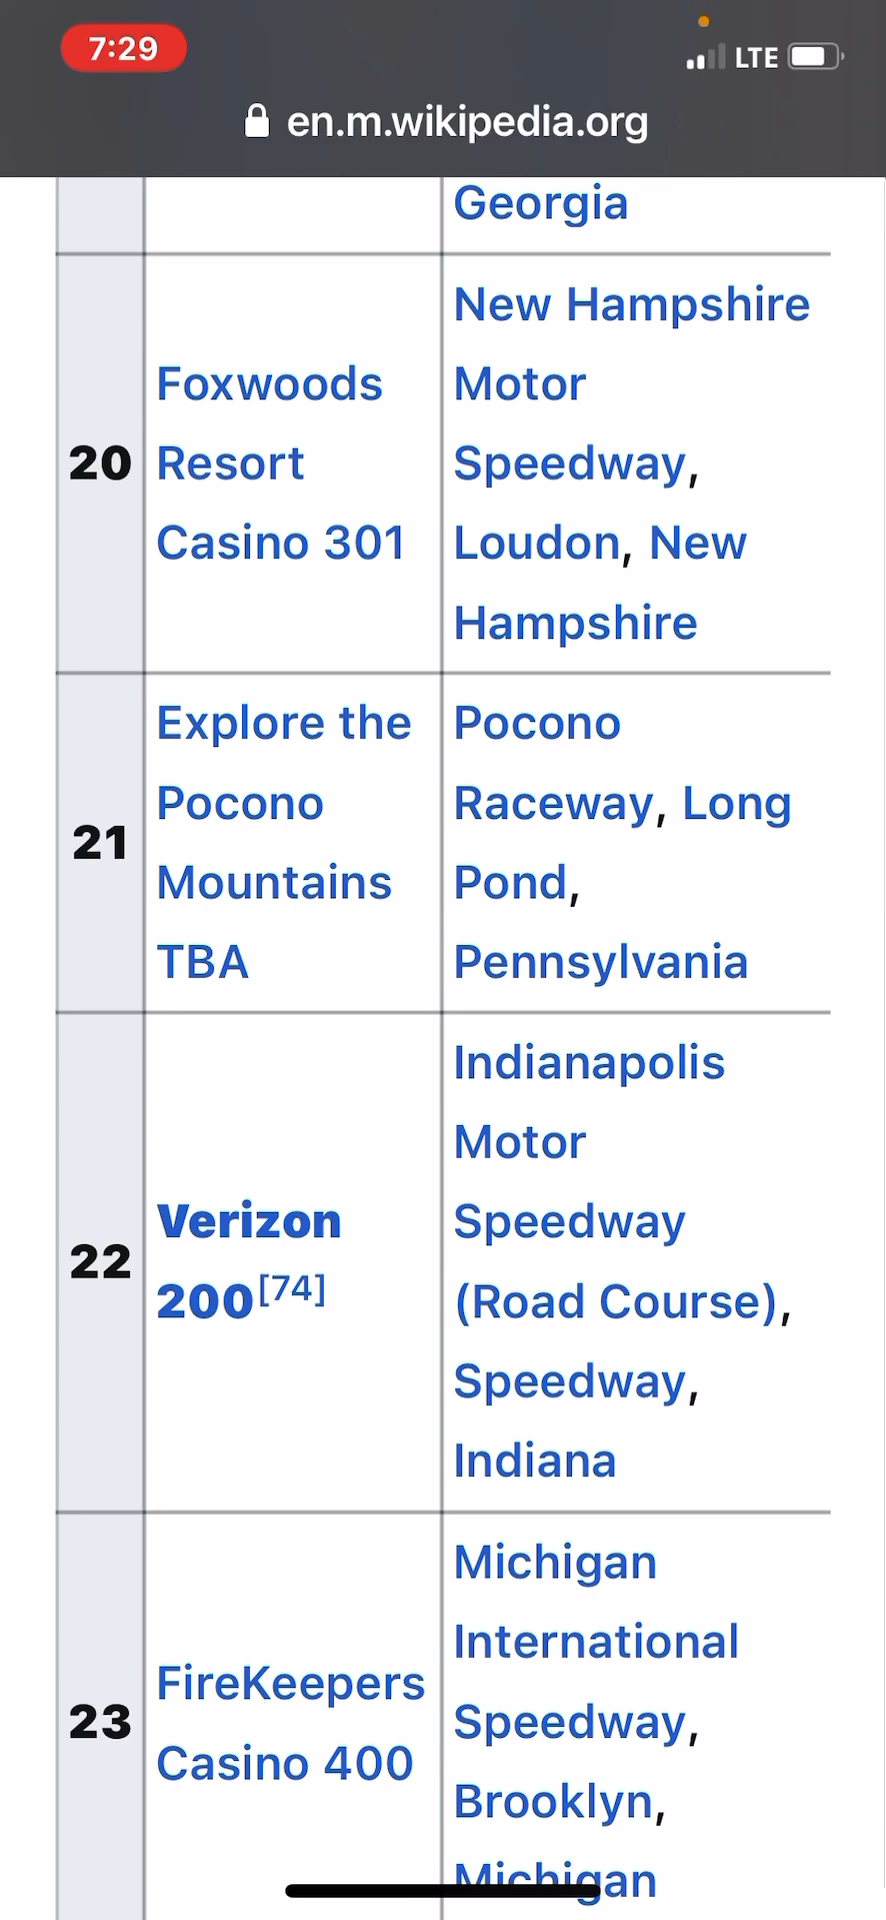 7:29
LTE
en.m.wikipedia.org
Georgia
20
Foxwoods
Resort
Casino 301
New Hampshire
Motor
Speedway,
Loudon, New
Hampshire
21
Explore the
Pocono
Mountains
TBA
Pocono
Raceway, Long
Pond,
Pennsylvania
22
Verizon
200[74]
Indianapolis
Motor
Speedway
(Road Course),
Speedway,
Indiana
23
FireKeepers
Casino 400
Michigan
International
Speedway,
Brooklyn,
Michigan